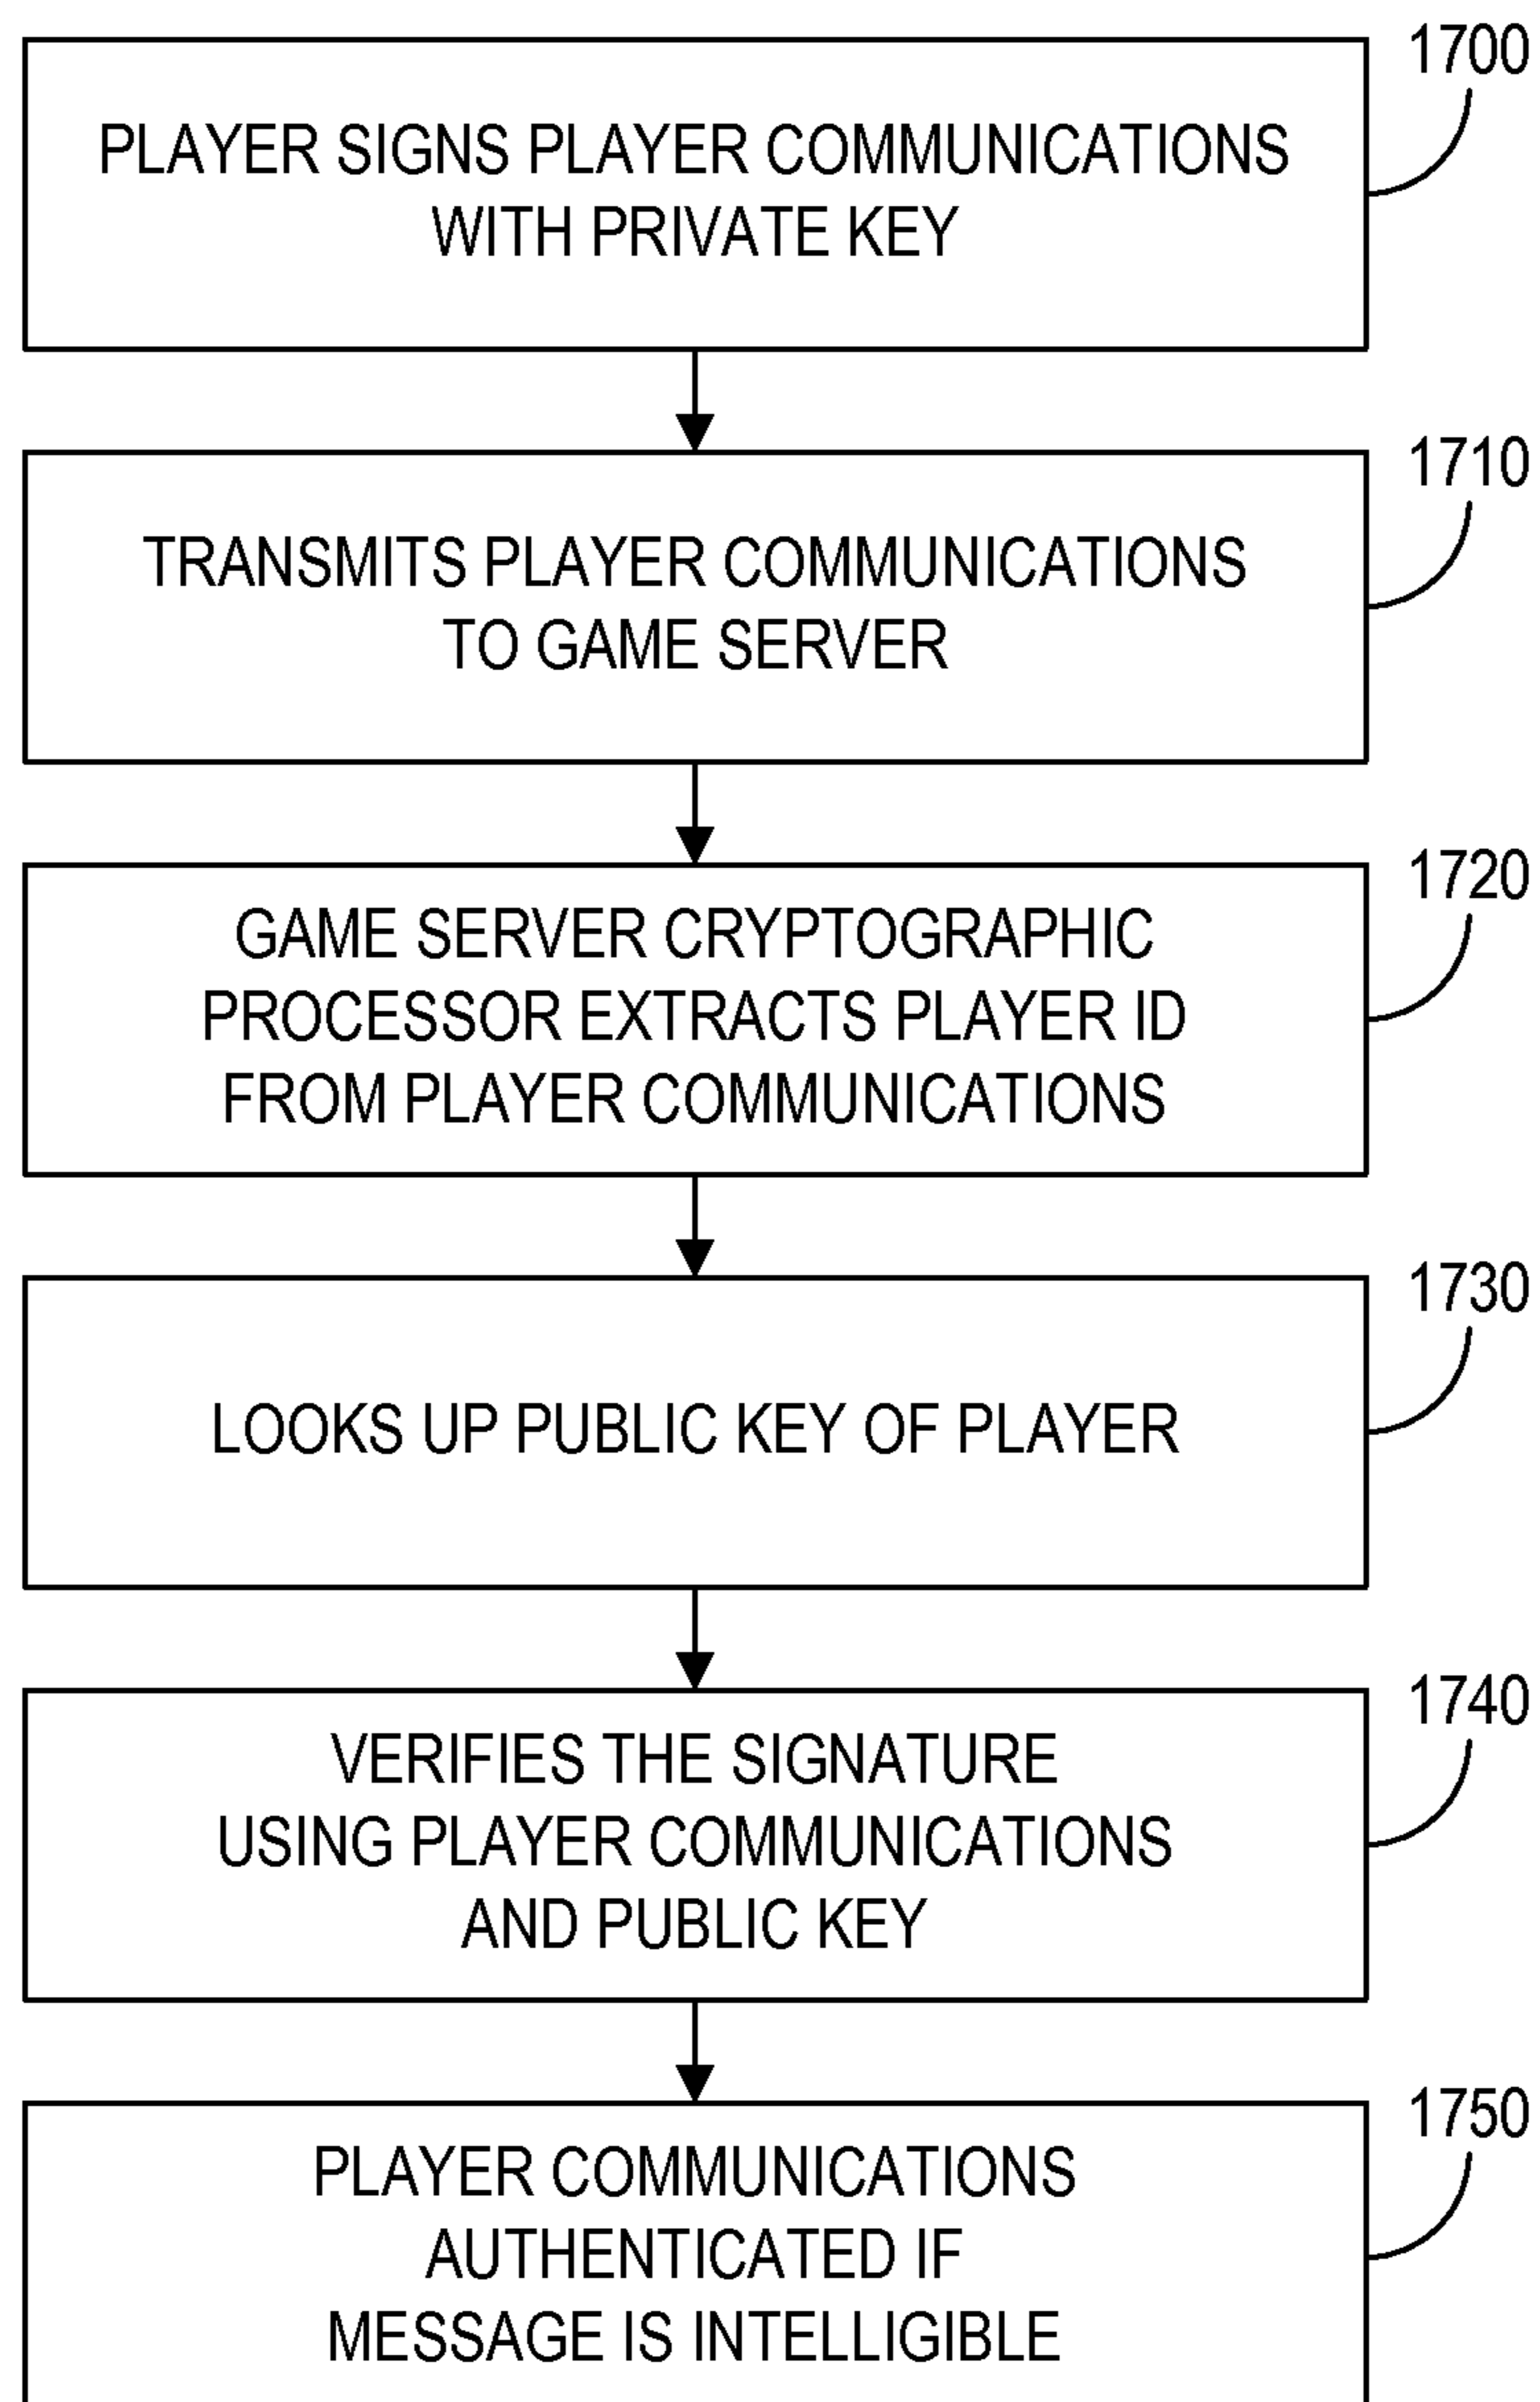 1700
PLAYER SIGNS PLAYER COMMUNICATIONS
WITH PRIVATE KEY
1710
TRANSMITS PLAYER COMMUNICATIONS
TO GAME SERVER
1720
GAME SERVER CRYPTOGRAPHIC
PROCESSOR EXTRACTS PLAYER ID
FROM PLAYER COMMUNICATIONS
1730
LOOKS UP PUBLIC KEY OF PLAYER
1740
VERIFIES THE SIGNATURE
USING PLAYER COMMUNICATIONS
AND PUBLIC KEY
1750
PLAYER COMMUNICATIONS
AUTHENTICATED IF
MESSAGE IS INTELLIGIBLE